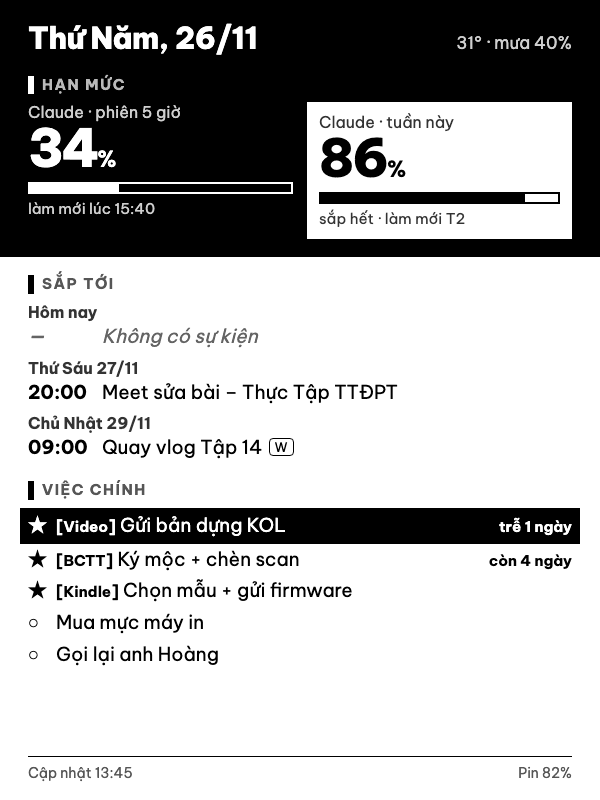 Thứ Năm, 26/11
31° · mưa 40%
HẠN MỨC
Claude · phiên 5 giờ
34%
làm mới lúc 15:40
Claude · tuần này
86%
sắp hết · làm mới T2
SẮP TỚI
Hôm nay
– Không có sự kiện
Thứ Sáu 27/11
20:00 Meet sửa bài – Thực Tập TTĐPT
Chủ Nhật 29/11
09:00 Quay vlog Tập 14 W
VIỆC CHÍNH
★ [Video] Gửi bản dựng KOL trễ 1 ngày
★ [BCTT] Ký mộc + chèn scan còn 4 ngày
★ [Kindle] Chọn mẫu + gửi firmware
○ Mua mực máy in
○ Gọi lại anh Hoàng
Cập nhật 13:45 Pin 82%